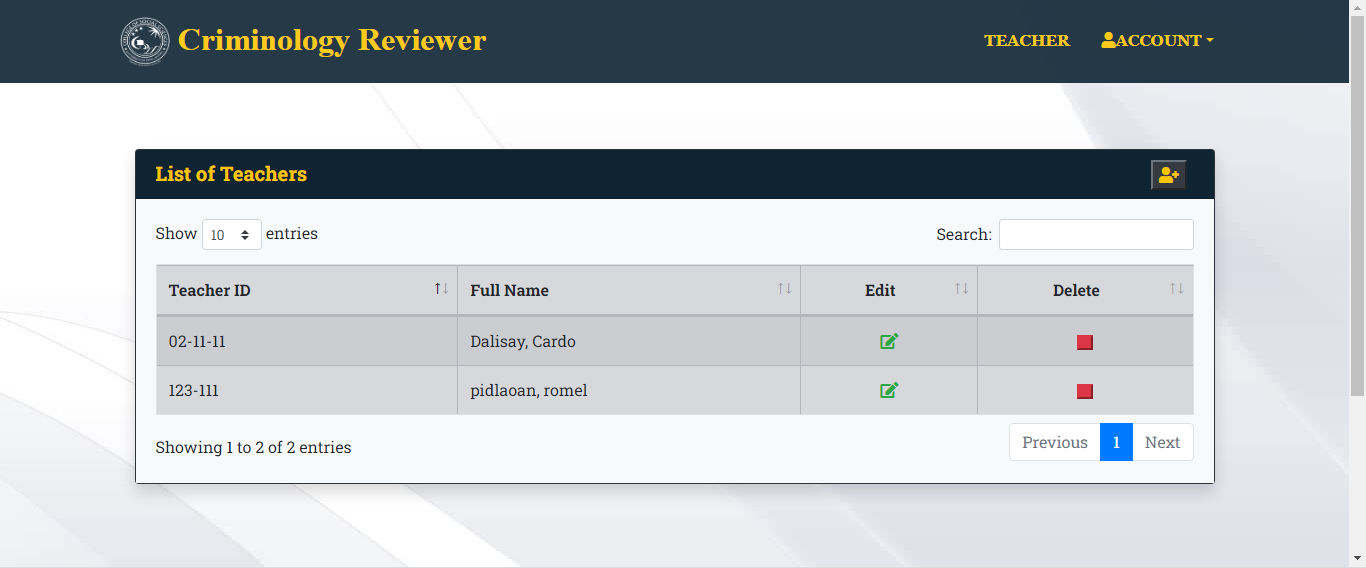 Criminology Reviewer
TEACHER ACCOUNT
List of Teachers
Show 10 entries Search:
Teacher ID Full Name Edit Delete
02-11-11 Dalisay, Cardo
123-111 pidlaoan, romel
Showing 1 to 2 of 2 entries Previous 1 Next